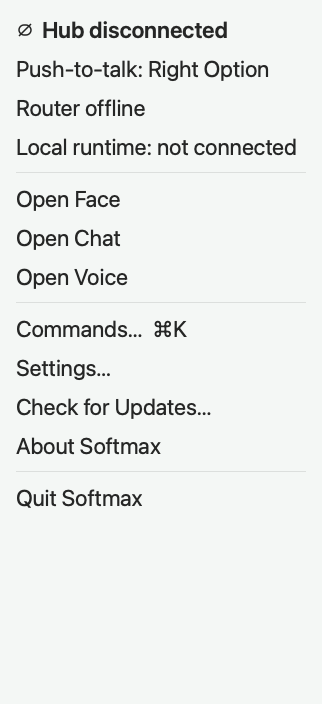 ∅ Hub disconnected
Push-to-talk: Right Option
Router offline
Local runtime: not connected
Open Face
Open Chat
Open Voice
Commands... ⌘K
Settings...
Check for Updates...
About Softmax
Quit Softmax